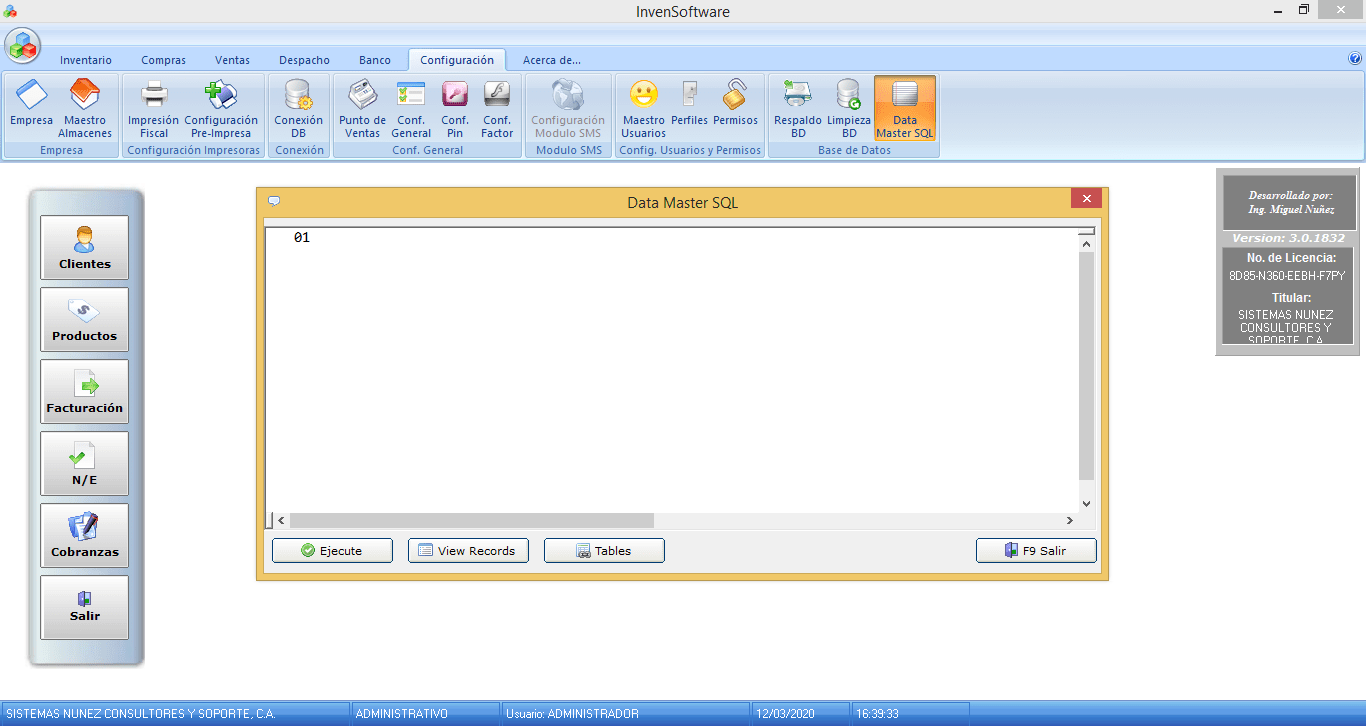 InvenSoftware
Inventario Compras Ventas Despacho Banco Configuración Acerca de...
Empresa
Maestro
Almacenes
Empresa
Impresión
Fiscal
Configuración
Pre-Impresa
Configuración Impresoras
Conexión
DB
Conexión
Punto de
Ventas
Conf.
General
Conf.
Pin
Conf.
Factor
Conf. General
Configuración
Modulo SMS
Modulo SMS
Maestro
Usuarios
Perfiles
Permisos
Config. Usuarios y Permisos
Respaldo
BD
Limpieza
BD
Data
Master SQL
Base de Datos
Clientes
Productos
Facturación
N/E
Cobranzas
Salir
Data Master SQL
01
Ejecute
View Records
Tables
F9 Salir
Desarrollado por:
Ing. Miguel Nuñez
Version: 3.0.1832
No. de Licencia:
8D85-N360-EEBH-F7PY
Titular:
SISTEMAS NUNEZ
CONSULTORES Y
SOPORTE, C.A.
SISTEMAS NUNEZ CONSULTORES Y SOPORTE, C.A. ADMINISTRATIVO Usuario: ADMINISTRADOR 12/03/2020 16:39:33